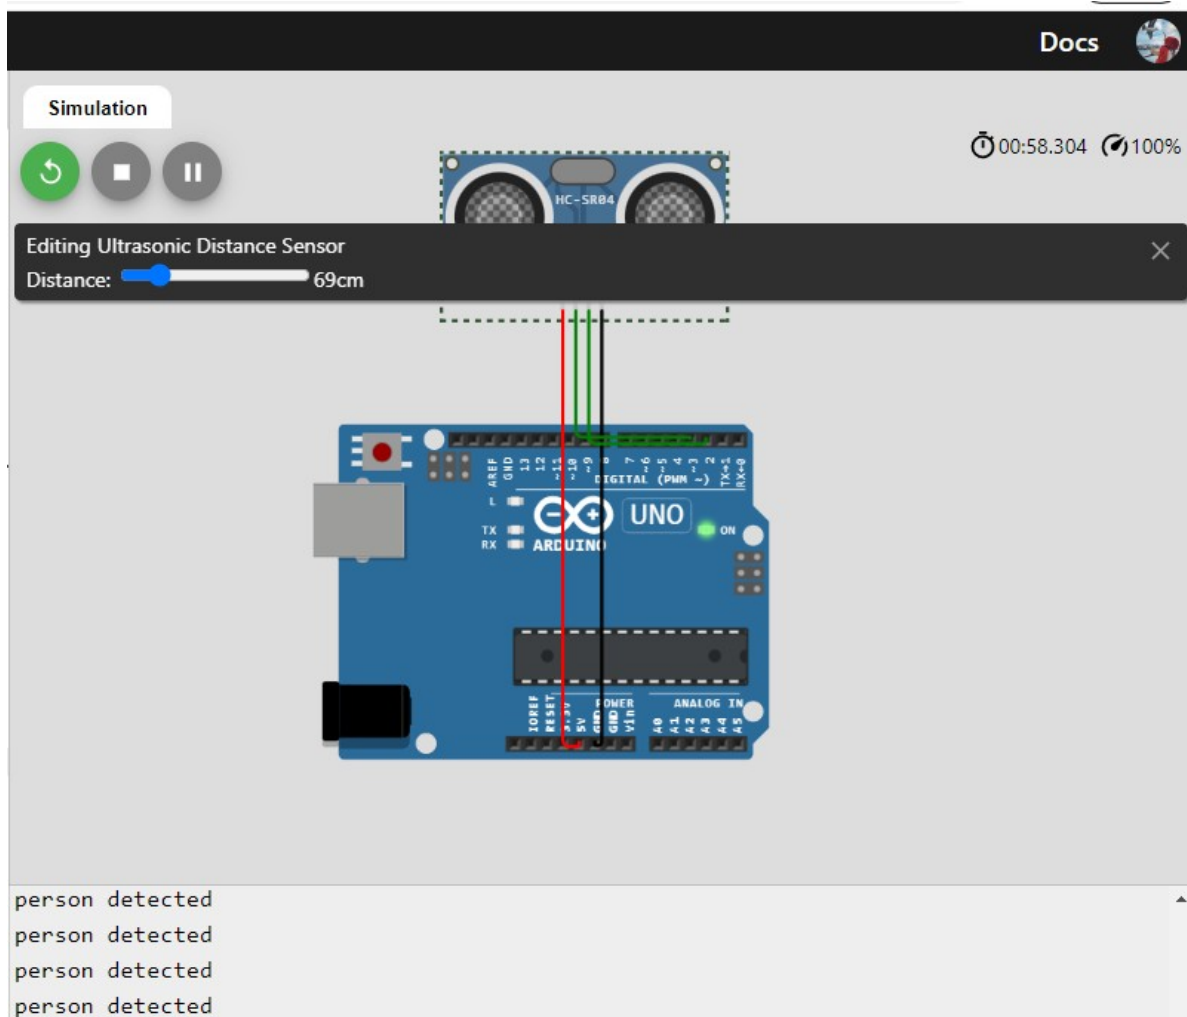 Docs
Simulation
00:58.304 100%
HC-SR04
Editing Ultrasonic Distance Sensor
Distance: 69cm
AREF
GND
13
12
~11
~10
~9
8
7
~6
~5
4
~3
2
TX→1
RX←0
DIGITAL (PWM ~)
L
TX
RX
UNO
ON
ARDUINO
IOREF
RESET
3.3V
5V
GND
GND
Vin
POWER
ANALOG IN
A0
A1
A2
A3
A4
A5
person detected
person detected
person detected
person detected